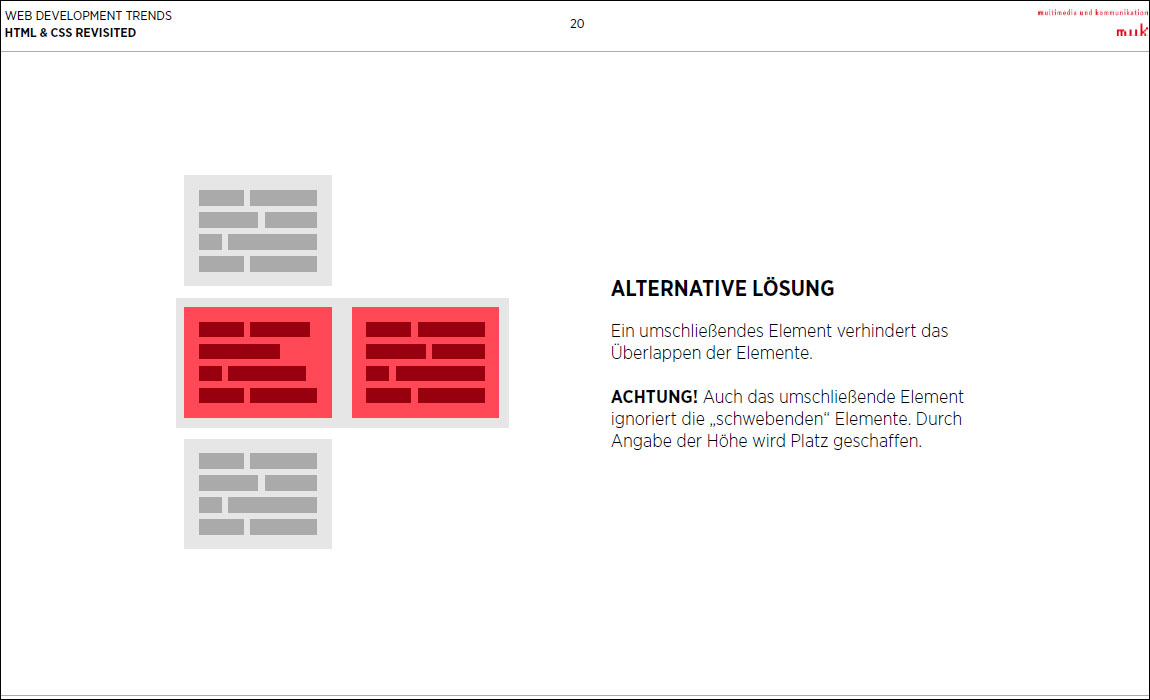 WEB DEVELOPMENT TRENDS
HTML & CSS REVISITED
20
multimedia und kommunikation
muk
ALTERNATIVE LÖSUNG
Ein umschließendes Element verhindert das
Überlappen der Elemente.
ACHTUNG! Auch das umschließende Element
ignoriert die „schwebenden“ Elemente. Durch
Angabe der Höhe wird Platz geschaffen.